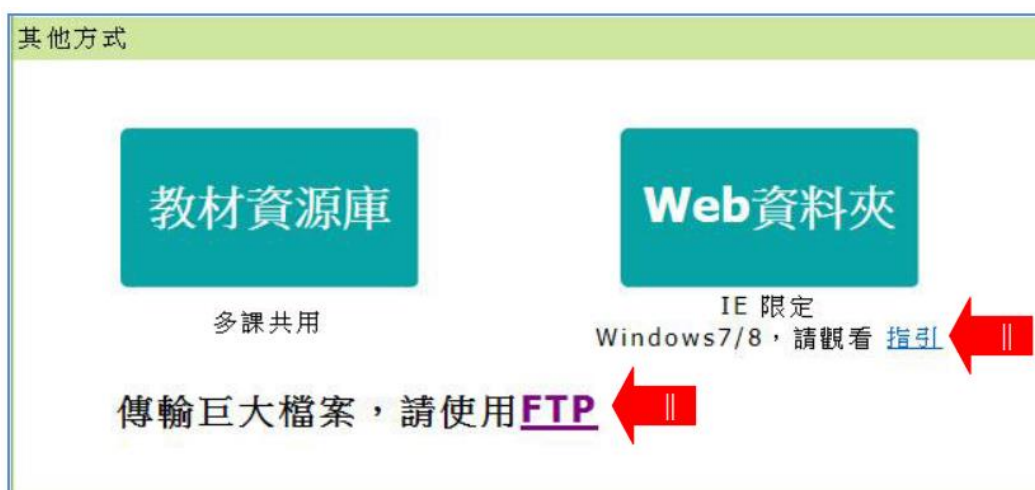 其他方式
教材資源庫
多課共用
Web資料夾
IE 限定
Windows7/8，請觀看 指引
傳輸巨大檔案，請使用FTP